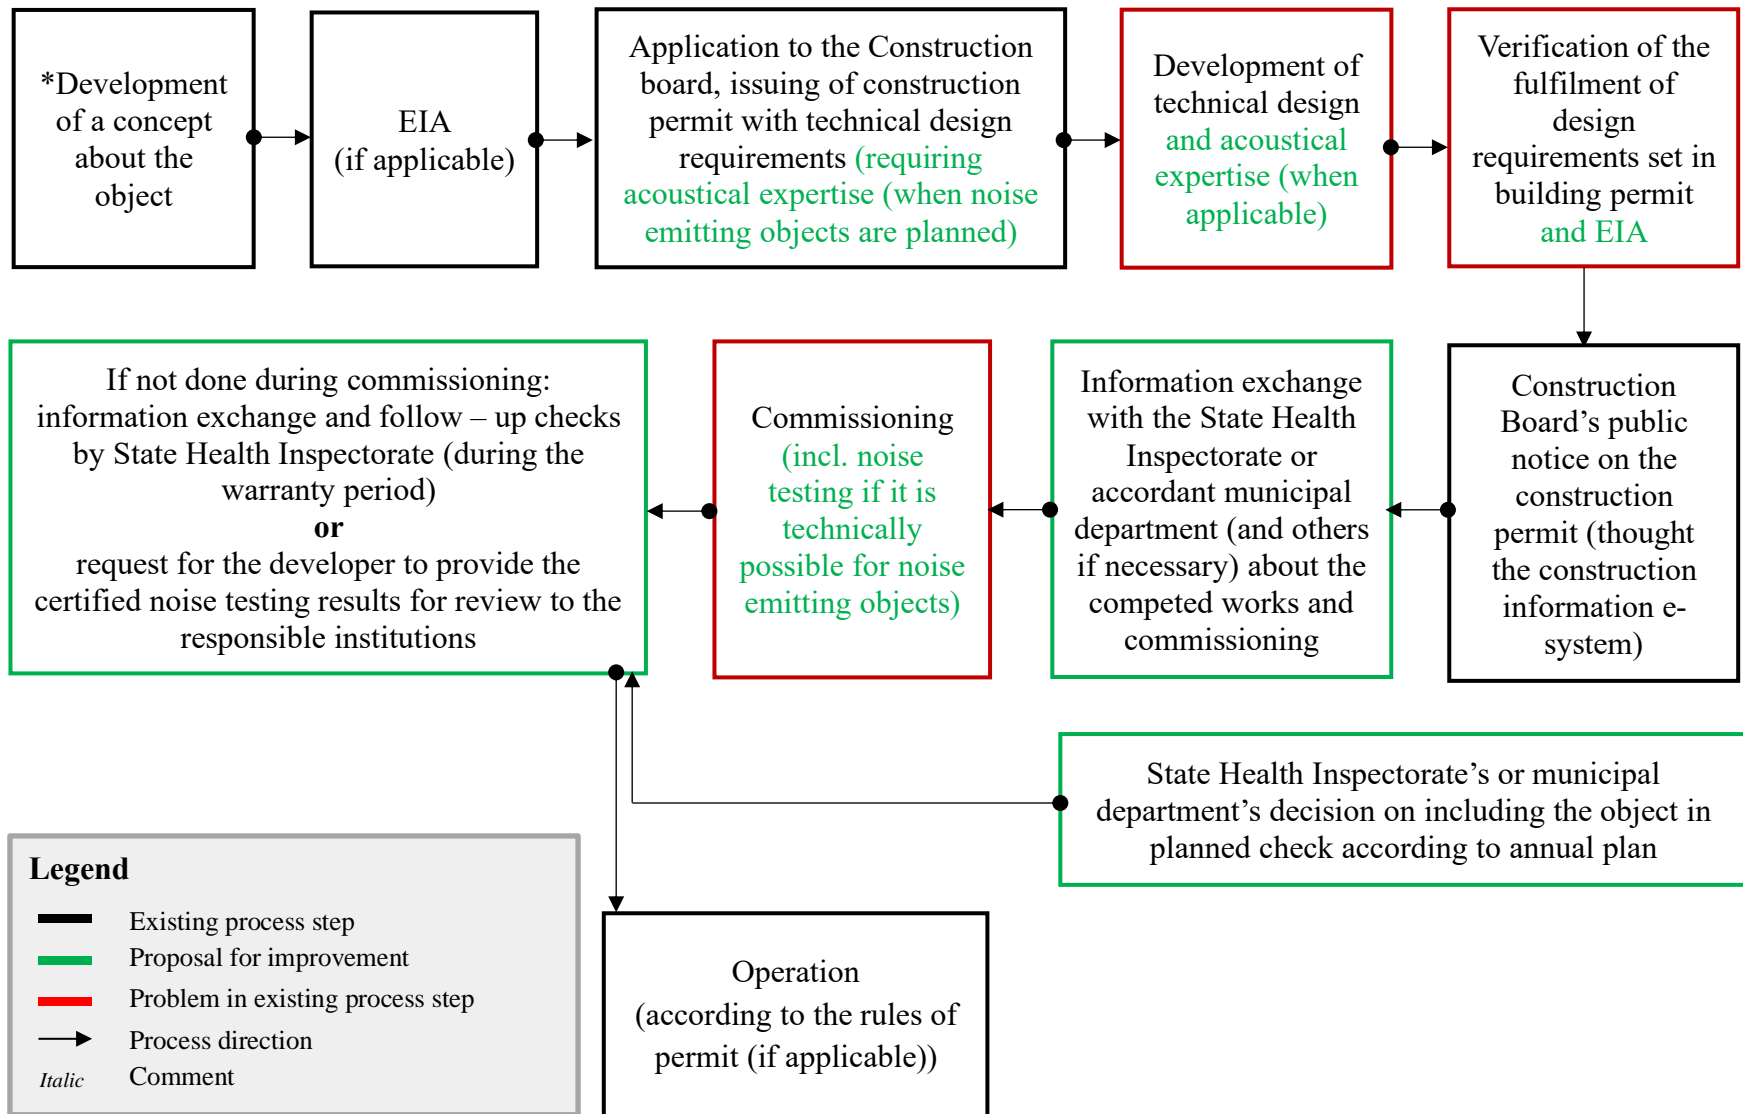 *Development
of a concept
about the
object
EIA
(if applicable)
Application to the Construction
board, issuing of construction
permit with technical design
requirements (requiring
acoustical expertise (when noise
emitting objects are planned)
Development of
technical design
and acoustical
expertise (when
applicable)
Verification of the
fulfilment of
design
requirements set in
building permit
and EIA
If not done during commissioning:
information exchange and follow – up checks
by State Health Inspectorate (during the
warranty period)
or
request for the developer to provide the
certified noise testing results for review to the
responsible institutions
Commissioning
(incl. noise
testing if it is
technically
possible for noise
emitting objects)
Information exchange
with the State Health
Inspectorate or
accordant municipal
department (and others
if necessary) about the
competed works and
commissioning
Construction
Board’s public
notice on the
construction
permit (thought
the construction
information e-
system)
State Health Inspectorate’s or municipal
department’s decision on including the object in
planned check according to annual plan
Legend
Existing process step
Proposal for improvement
Problem in existing process step
Process direction
Italic Comment
Operation
(according to the rules of
permit (if applicable))